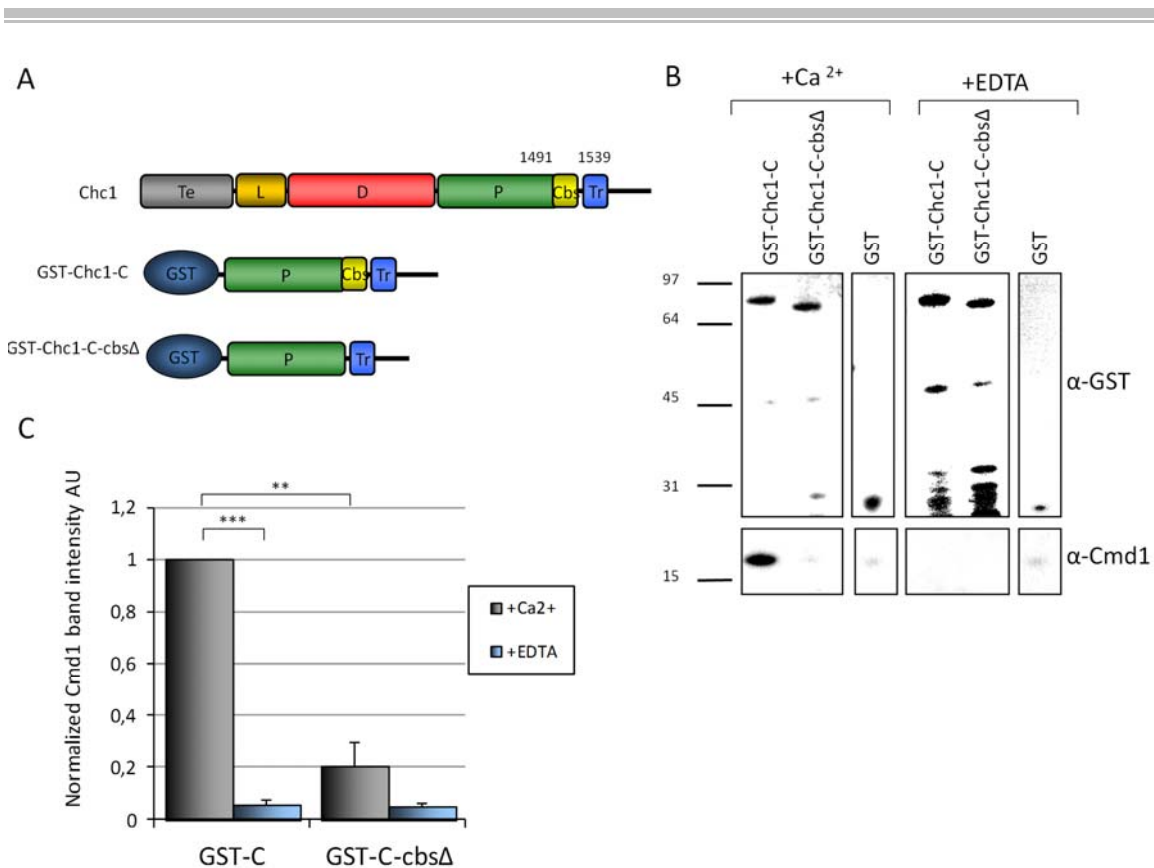 A
1491 1539
Chc1 Te L D P Cbs Tr
GST-Chc1-C GST P Cbs Tr
GST-Chc1-C-cbsΔ GST P Tr
B
+Ca 2+ +EDTA
GST-Chc1-C GST-Chc1-C-cbsΔ GST GST-Chc1-C GST-Chc1-C-cbsΔ GST
97
64
45
31
α-GST
15
α-Cmd1
C
Normalized Cmd1 band intensity AU
1,2
1
0,8
0,6
0,4
0,2
0
**
***
+Ca2+
+EDTA
GST-C GST-C-cbsΔ